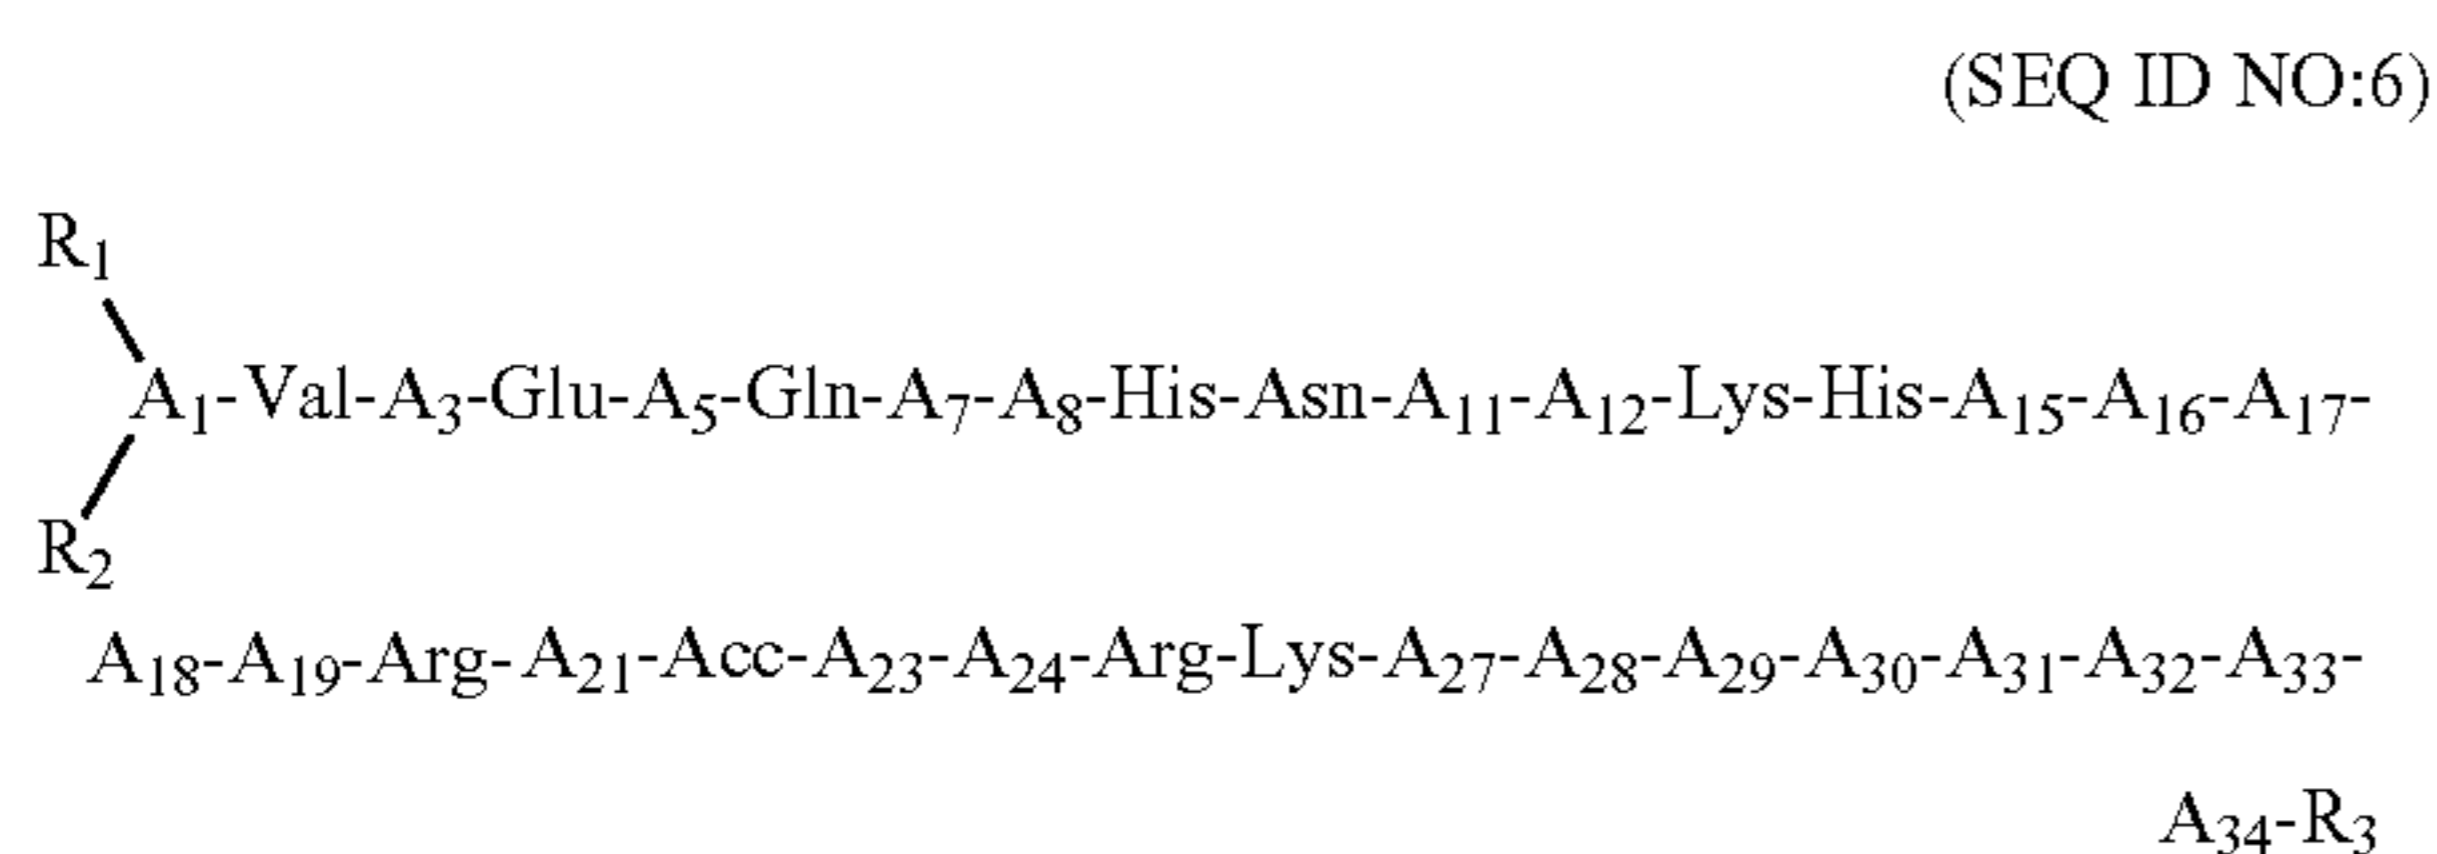 (SEQ ID NO:6)
R₁
A₁-Val-A₃-Glu-A₅-Gln-A₇-A₈-His-Asn-A₁₁-A₁₂-Lys-His-A₁₅-A₁₆-A₁₇-
R₂
A₁₈-A₁₉-Arg-A₂₁-Acc-A₂₃-A₂₄-Arg-Lys-A₂₇-A₂₈-A₂₉-A₃₀-A₃₁-A₃₂-A₃₃-
A₃₄-R₃